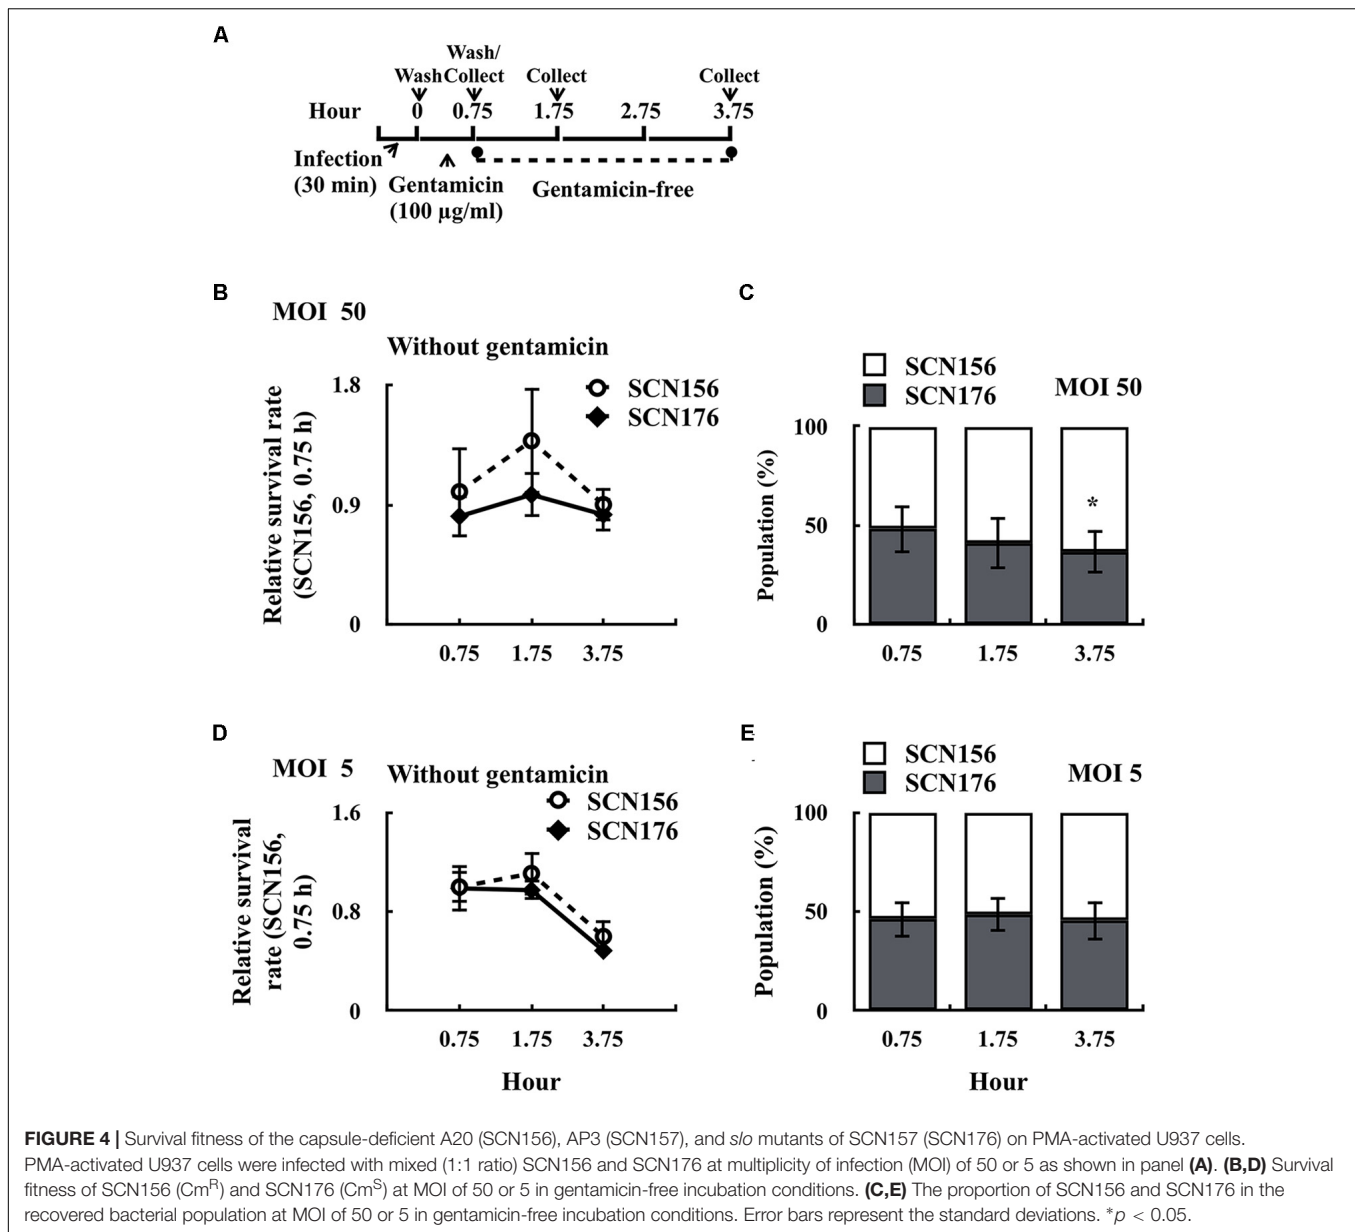 A
Wash/
Wash Collect Collect Collect
Hour 0 0.75 1.75 2.75 3.75
Infection
(30 min)
Gentamicin
(100 µg/ml)
Gentamicin-free
B
MOI 50
Without gentamicin
SCN156
SCN176
Relative survival rate
(SCN156, 0.75 h)
1.8
0.9
0
0.75 1.75 3.75
C
SCN156
SCN176
MOI 50
Population (%)
100
50
0
*
0.75 1.75 3.75
D
MOI 5
Without gentamicin
SCN156
SCN176
Relative survival
rate (SCN156,
0.75 h)
1.6
0.8
0
0.75 1.75 3.75
Hour
E
SCN156
SCN176
MOI 5
Population (%)
100
50
0
0.75 1.75 3.75
Hour
FIGURE 4 | Survival fitness of the capsule-deficient A20 (SCN156), AP3 (SCN157), and slo mutants of SCN157 (SCN176) on PMA-activated U937 cells.
PMA-activated U937 cells were infected with mixed (1:1 ratio) SCN156 and SCN176 at multiplicity of infection (MOI) of 50 or 5 as shown in panel (A). (B,D) Survival
fitness of SCN156 (CmR) and SCN176 (CmS) at MOI of 50 or 5 in gentamicin-free incubation conditions. (C,E) The proportion of SCN156 and SCN176 in the
recovered bacterial population at MOI of 50 or 5 in gentamicin-free incubation conditions. Error bars represent the standard deviations. *p < 0.05.